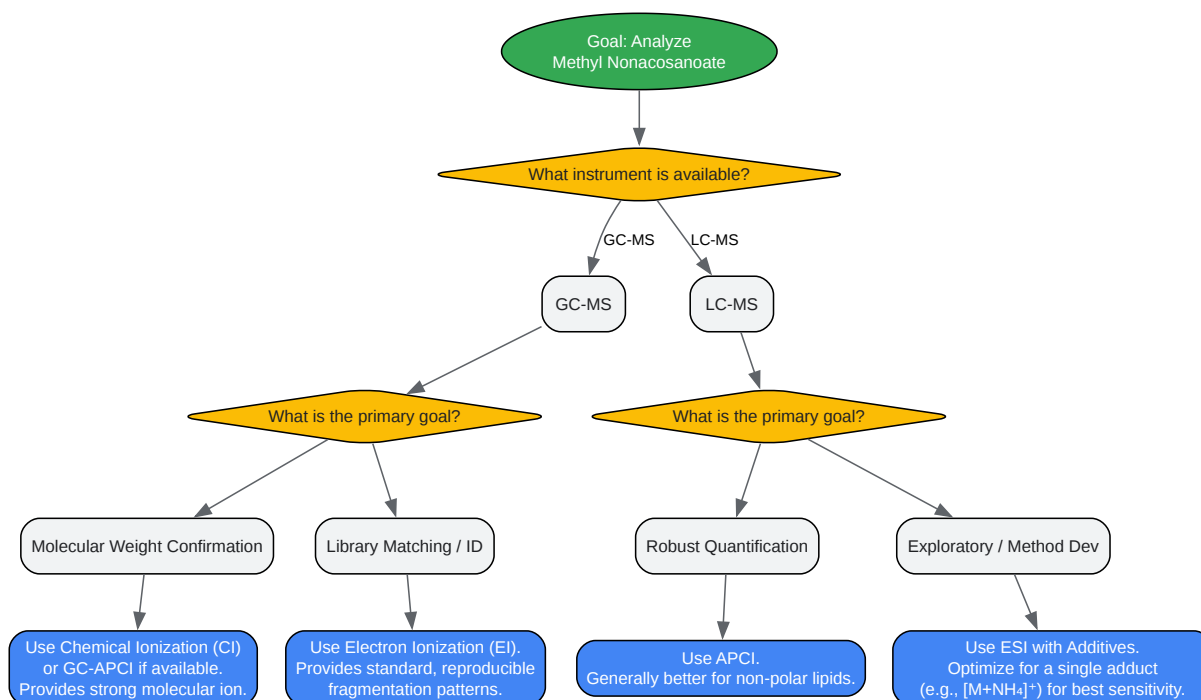 Goal: Analyze
Methyl Nonacosanoate
What instrument is available?
GC-MS
LC-MS
GC-MS
LC-MS
What is the primary goal?
What is the primary goal?
Molecular Weight Confirmation
Library Matching / ID
Robust Quantification
Exploratory / Method Dev
Use Chemical Ionization (CI)
or GC-APCI if available.
Provides strong molecular ion.
Use Electron Ionization (EI).
Provides standard, reproducible
fragmentation patterns.
Use APCI.
Generally better for non-polar lipids.
Use ESI with Additives.
Optimize for a single adduct
(e.g., [M+NH₄]⁺) for best sensitivity.